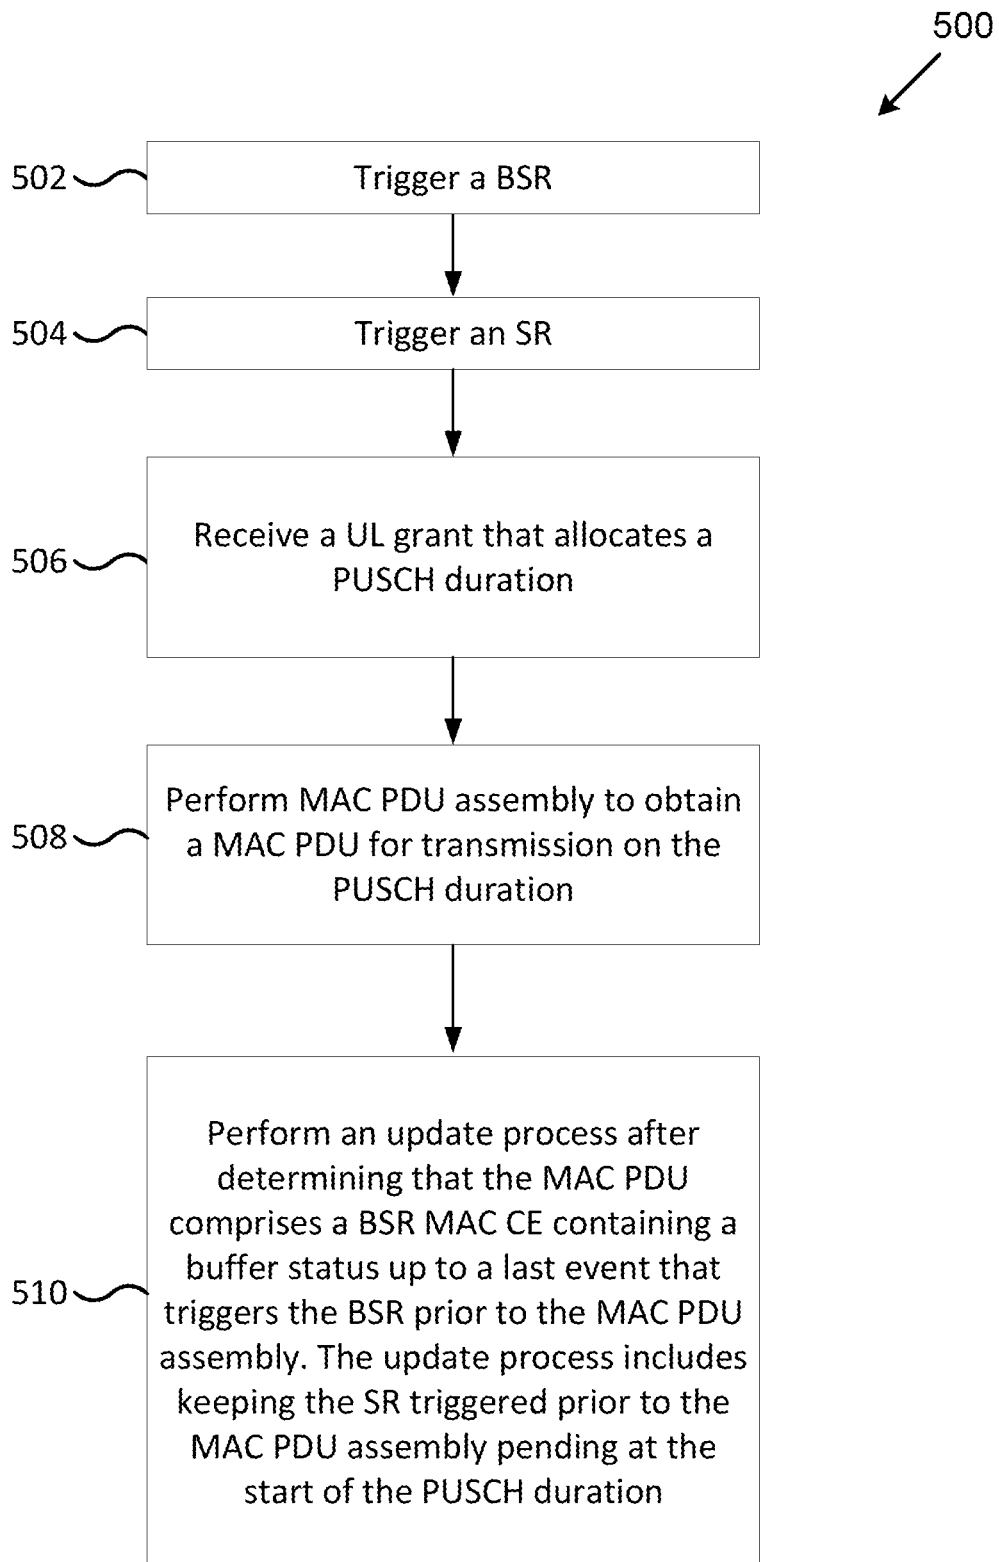 500
502
Trigger a BSR
504
Trigger an SR
506
Receive a UL grant that allocates a
PUSCH duration
508
Perform MAC PDU assembly to obtain
a MAC PDU for transmission on the
PUSCH duration
510
Perform an update process after
determining that the MAC PDU
comprises a BSR MAC CE containing a
buffer status up to a last event that
triggers the BSR prior to the MAC PDU
assembly. The update process includes
keeping the SR triggered prior to the
MAC PDU assembly pending at the
start of the PUSCH duration